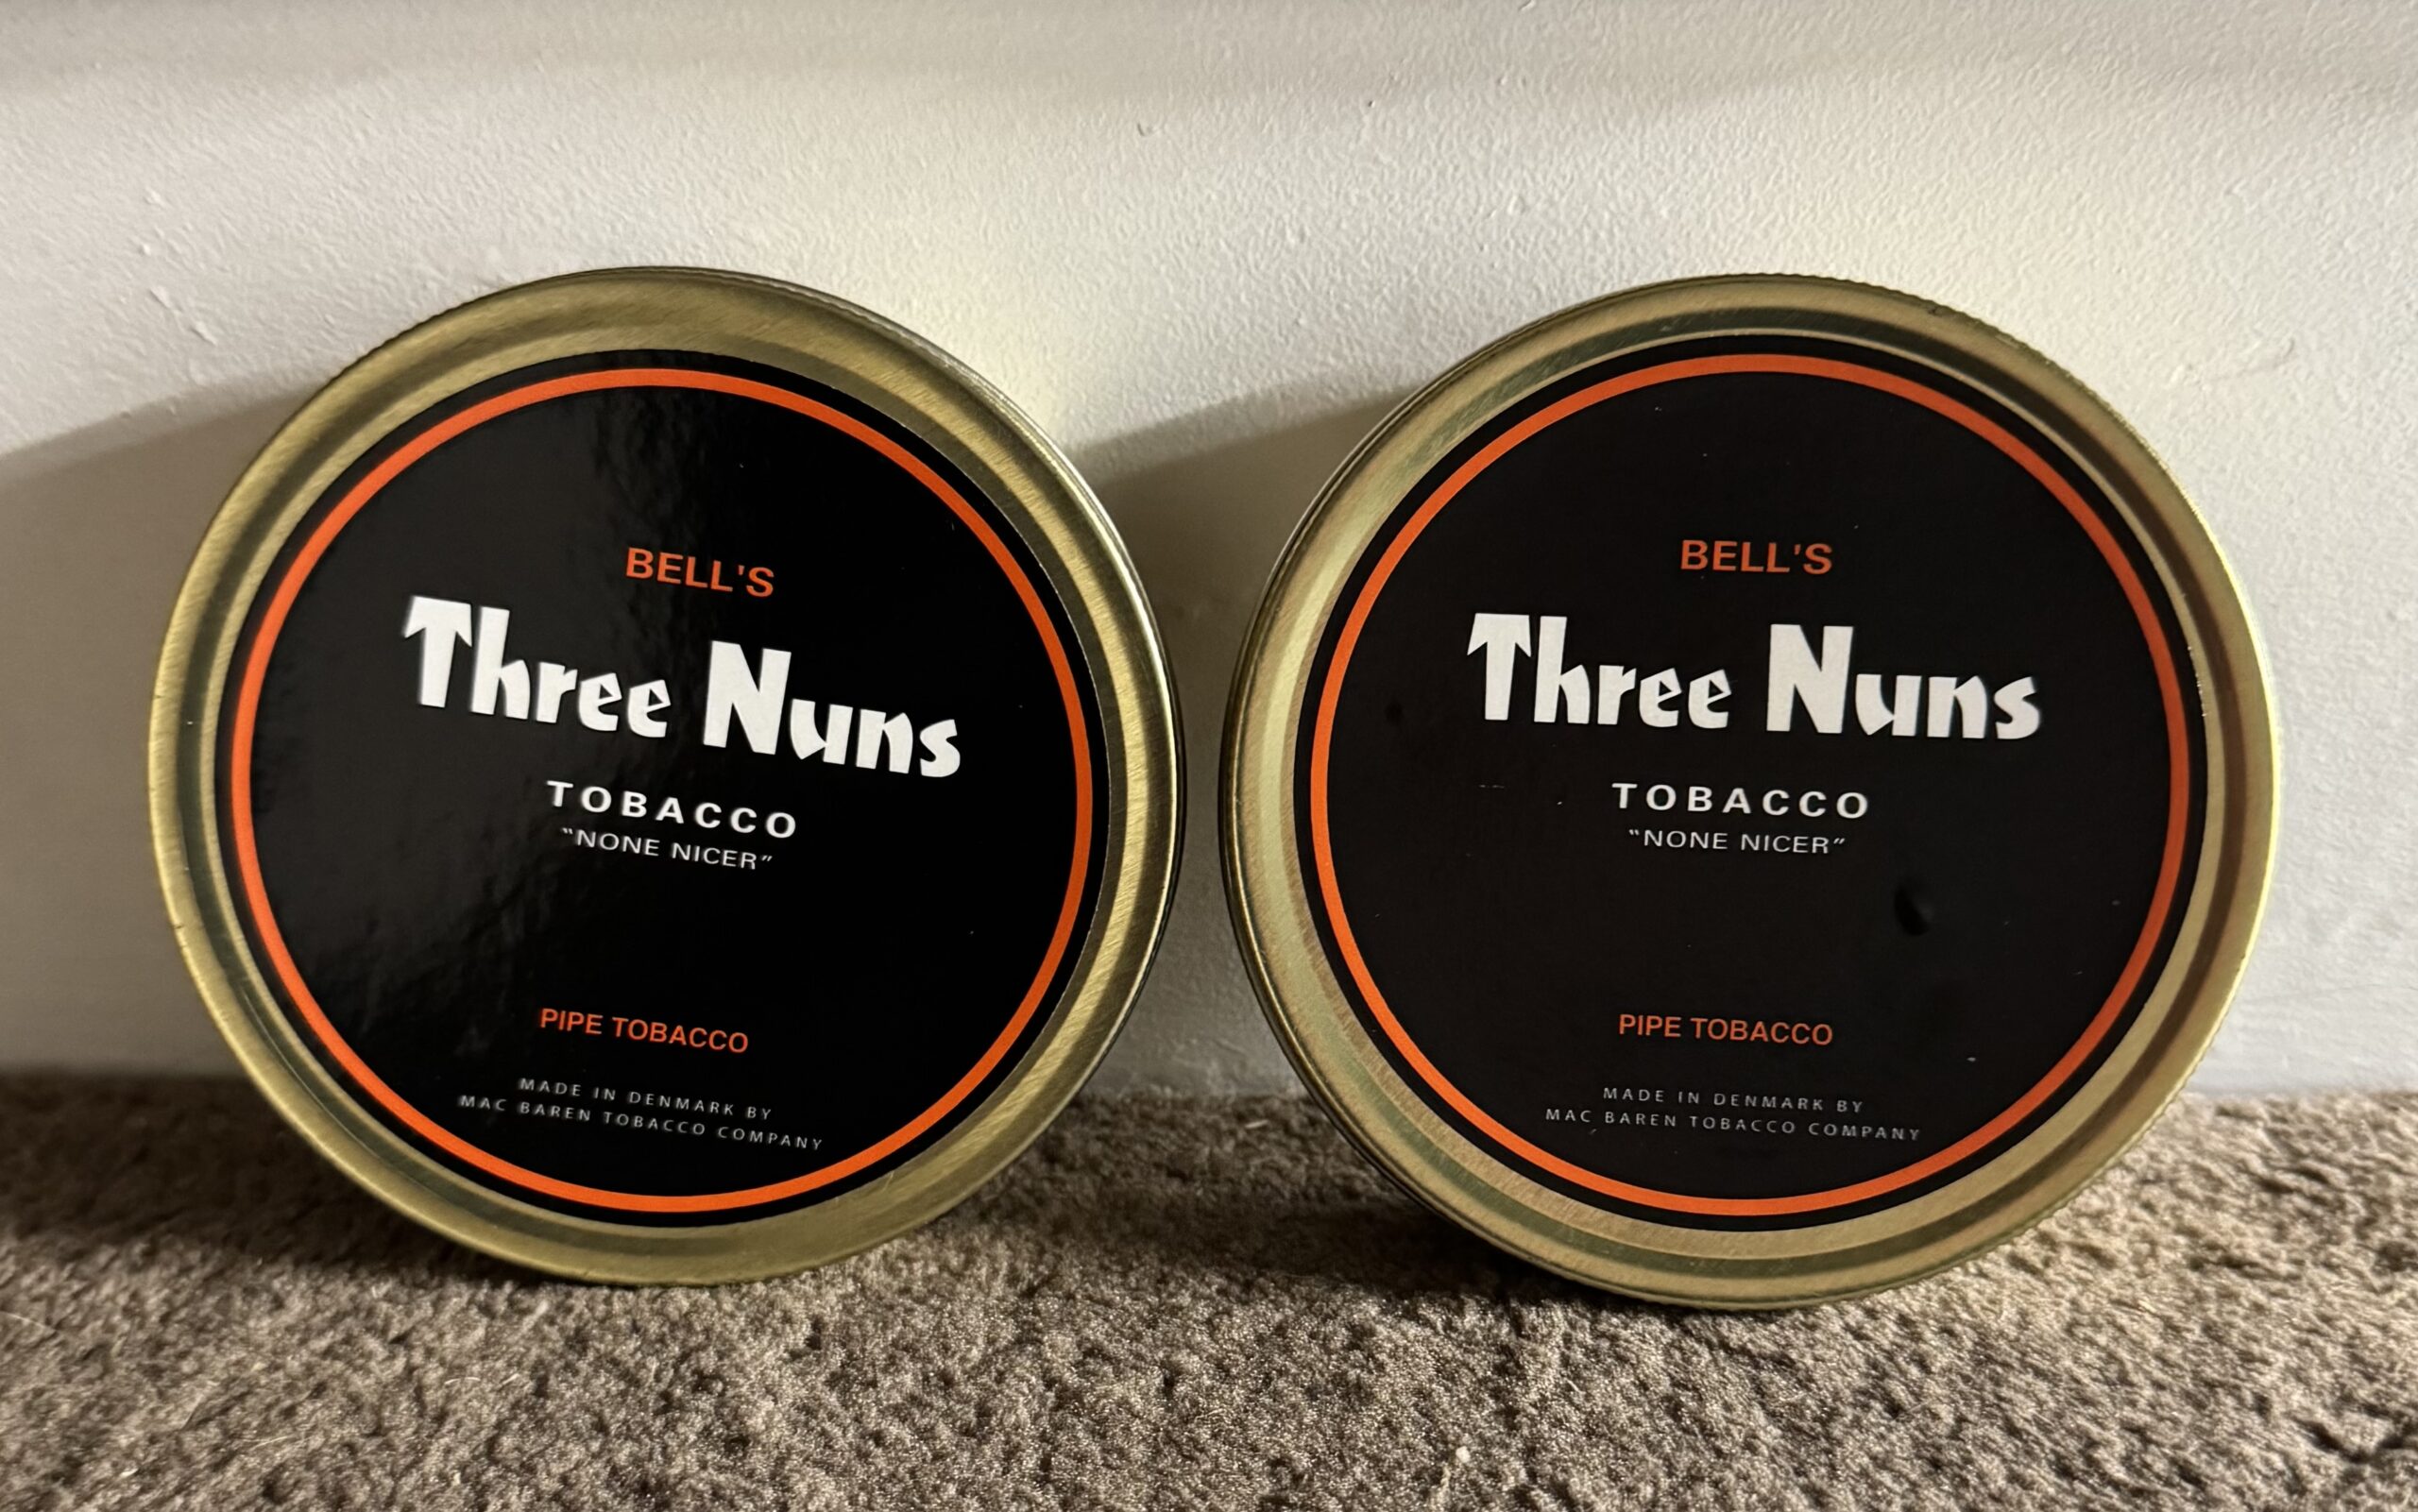 BELL'S
Three Nuns
TOBACCO
"NONE NICER"
PIPE TOBACCO
MADE IN DENMARK BY
MAC BAREN TOBACCO COMPANY
BELL'S
Three Nuns
TOBACCO
"NONE NICER"
PIPE TOBACCO
MADE IN DENMARK BY
MAC BAREN TOBACCO COMPANY